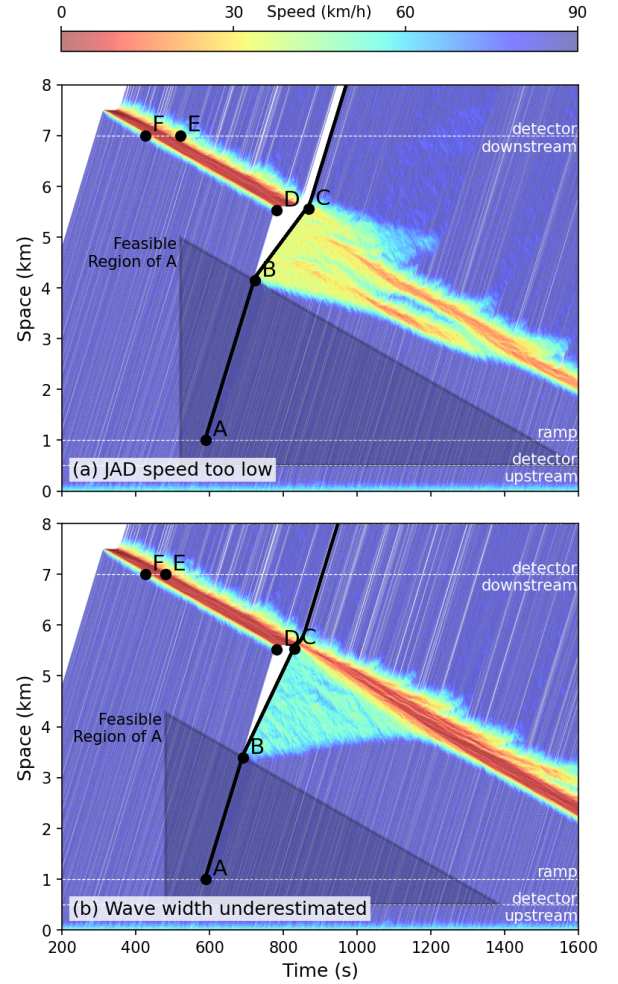 Speed (km/h)
0 30 60 90
8
7
6
5
4
3
2
1
0
Space (km)
F E
D C
B
A
Feasible
Region of A
detector
downstream
ramp
detector
upstream
(a) JAD speed too low
8
7
6
5
4
3
2
1
0
Space (km)
F E
D C
B
A
Feasible
Region of A
detector
downstream
ramp
detector
upstream
(b) Wave width underestimated
200 400 600 800 1000 1200 1400 1600
Time (s)